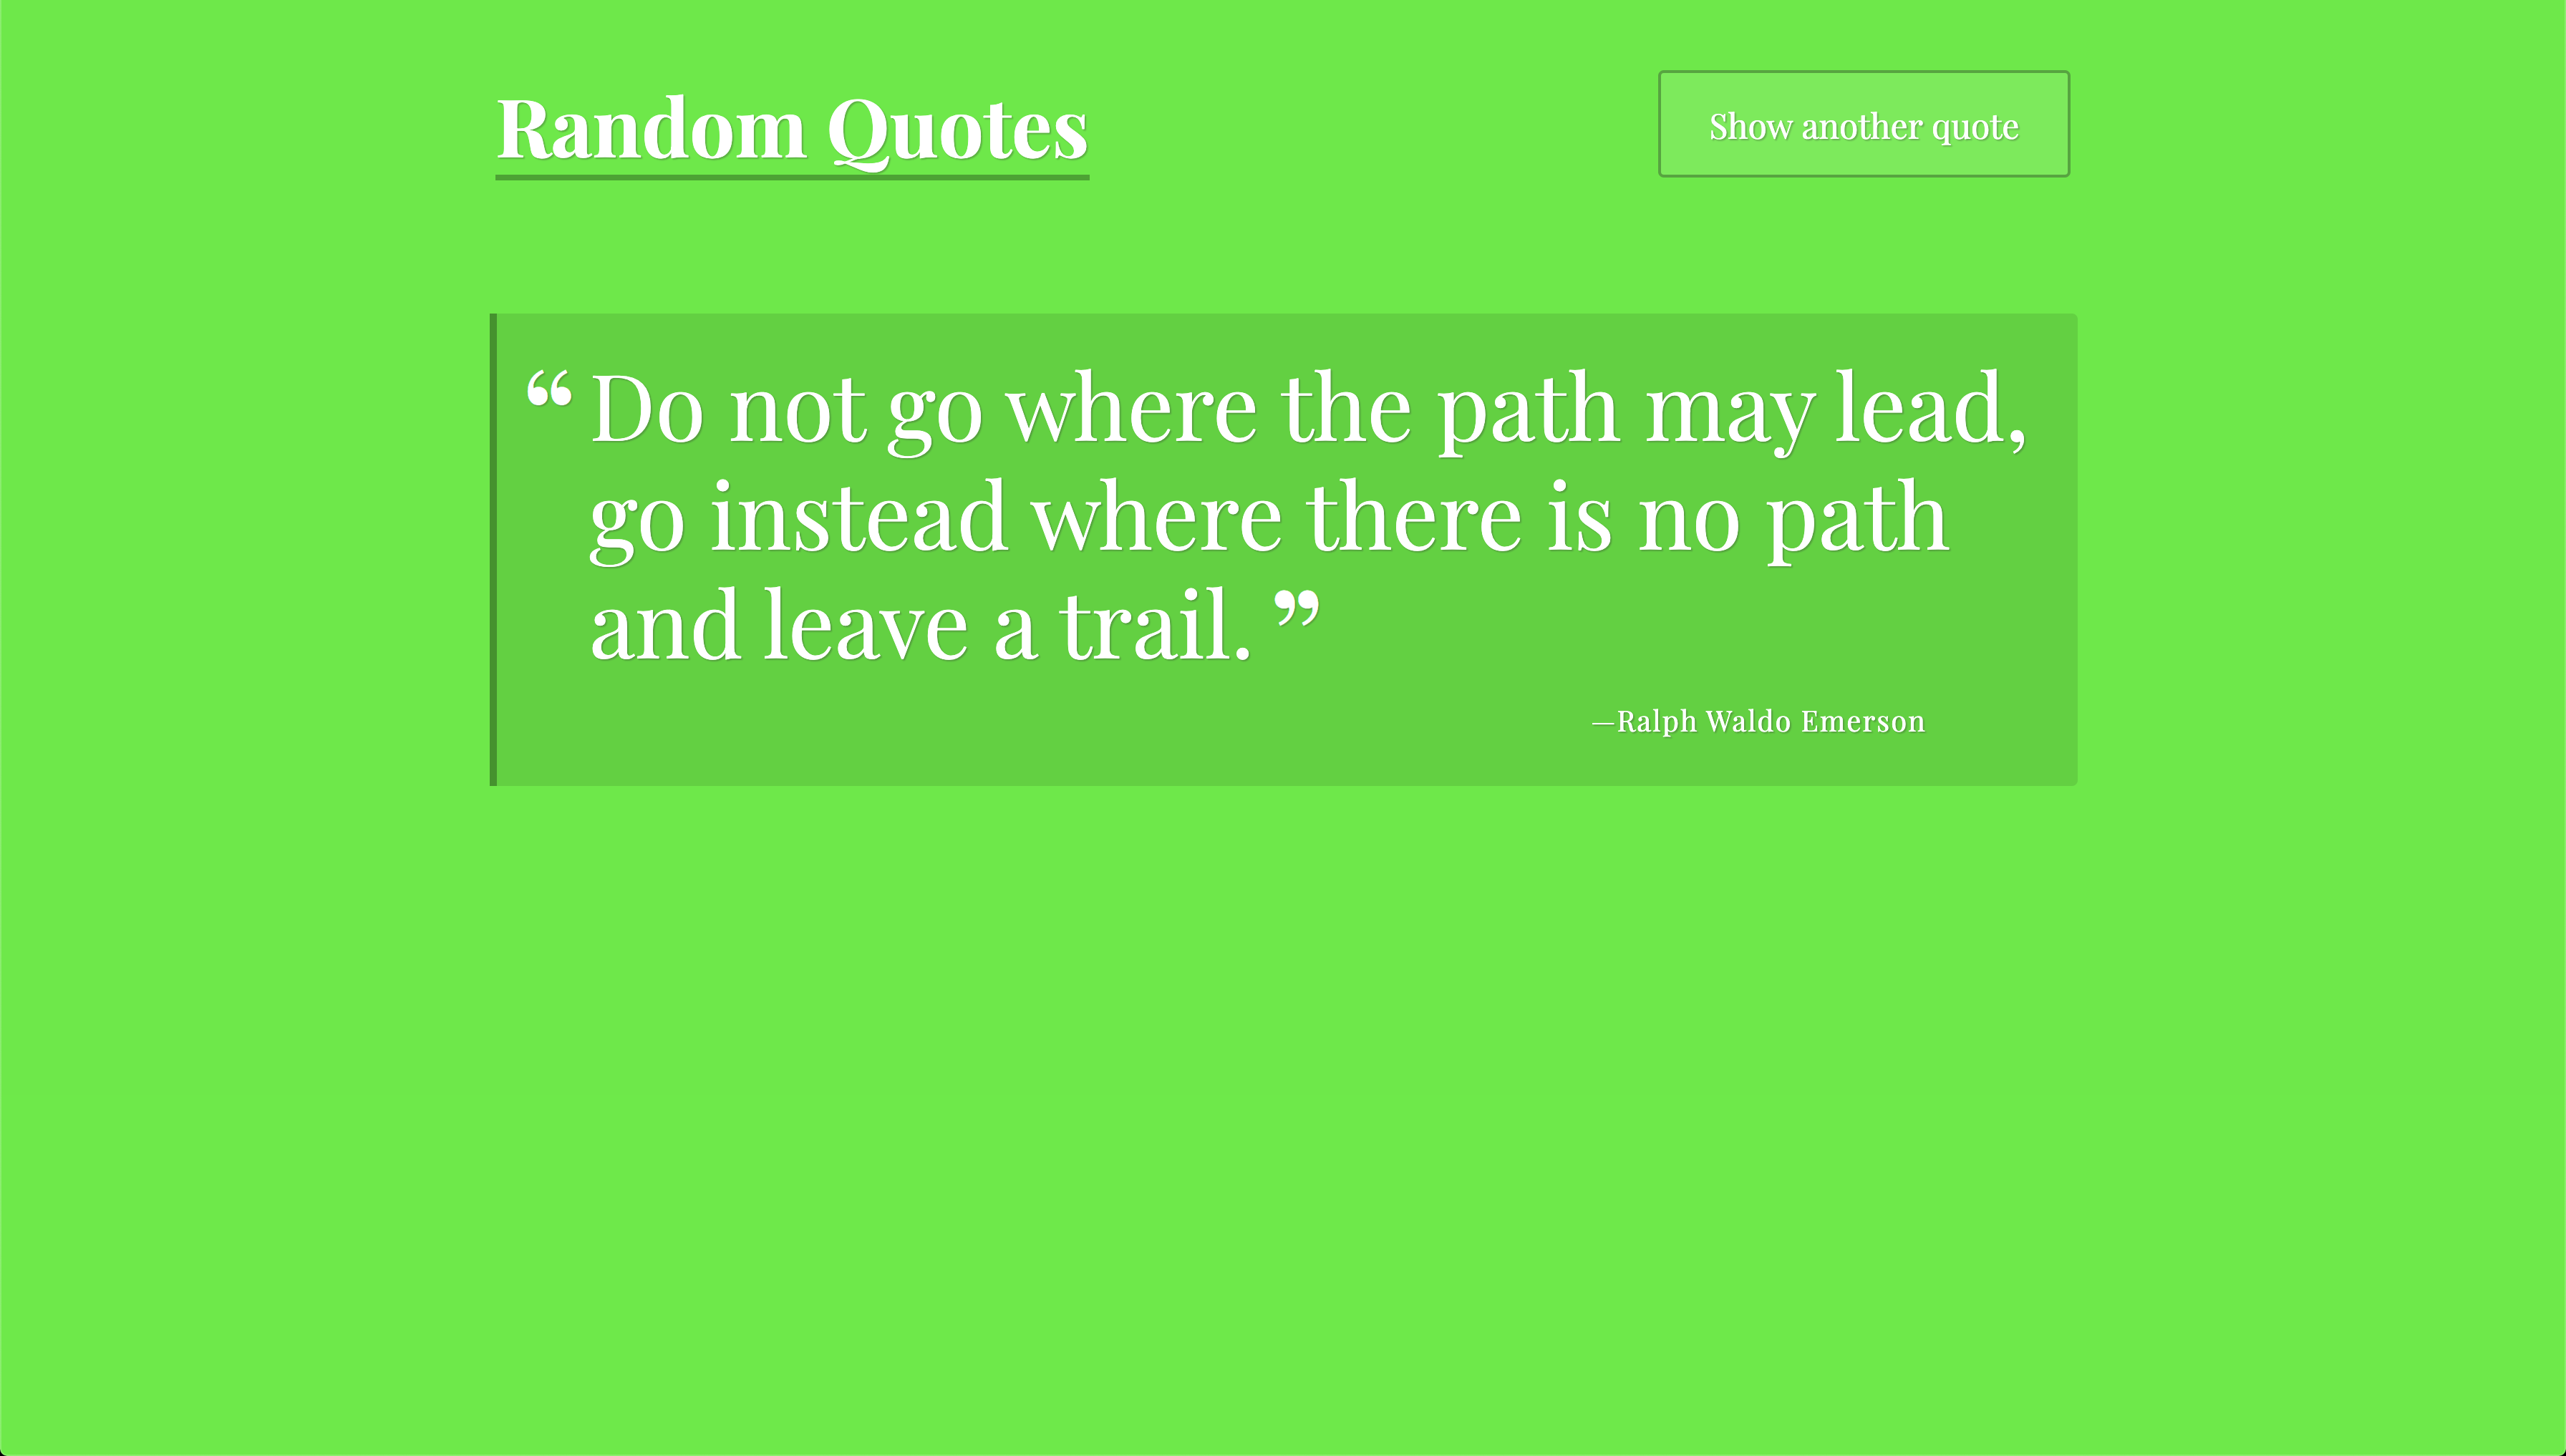 Random Quotes
Show another quote
“ Do not go where the path may lead,
go instead where there is no path
and leave a trail. ”
—Ralph Waldo Emerson